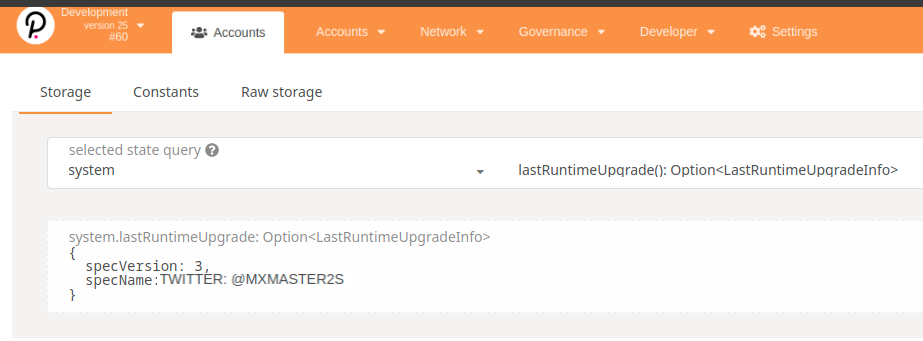 Development
version 25
#60
Accounts
Accounts
Network
Governance
Developer
Settings
Storage
Constants
Raw storage
selected state query ?
system
lastRuntimeUpgrade(): Option<LastRuntimeUpgradeInfo>
system.lastRuntimeUpgrade: Option<LastRuntimeUpgradeInfo>
{
specVersion: 3,
specName:TWITTER: @MXMASTER2S
}